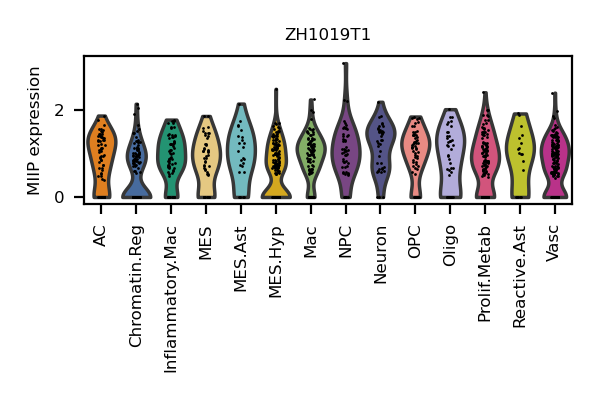 ZH1019T1
MIIP expression
2
0
AC
Chromatin.Reg
Inflammatory.Mac
MES
MES.Ast
MES.Hyp
Mac
NPC
Neuron
OPC
Oligo
Prolif.Metab
Reactive.Ast
Vasc